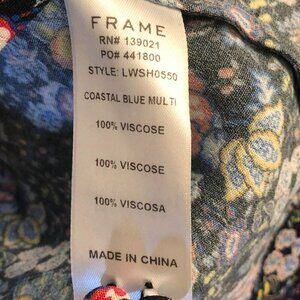 FRAME
RN# 139021
PO# 441800
STYLE: LWSH0550
COASTAL BLUE MULTI
100% VISCOSE
100% VISCOSE
100% VISCOSA
MADE IN CHINA